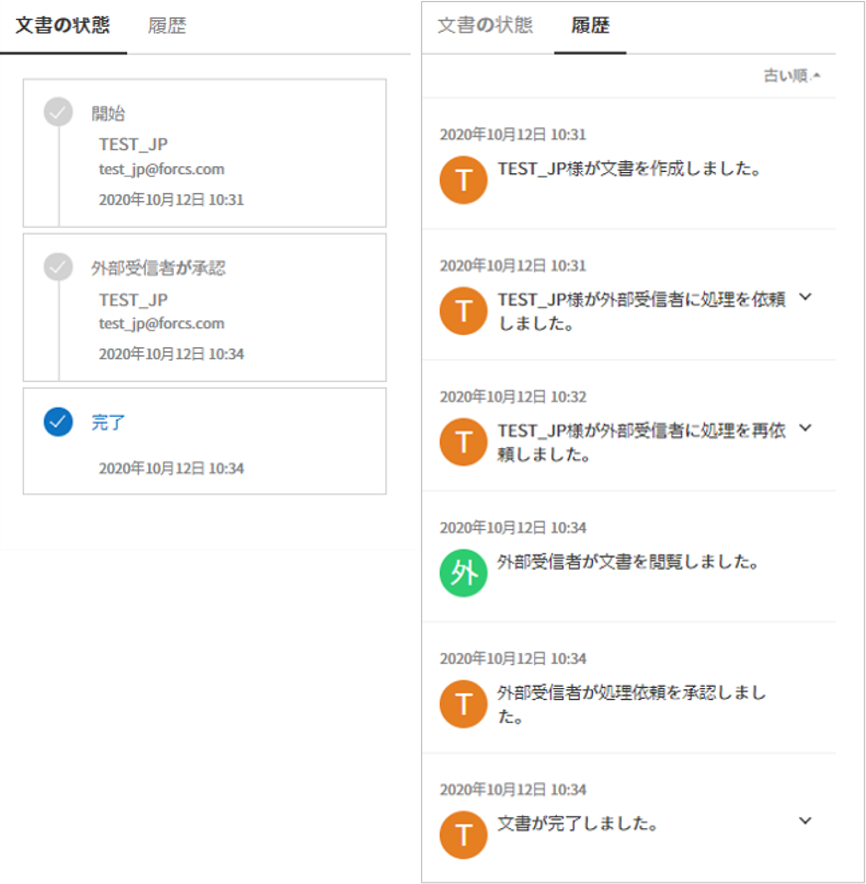 文書の状態 履歴
開始
TEST_JP
test_jp@forcs.com
2020年10月12日 10:31
外部受信者が承認
TEST_JP
test_jp@forcs.com
2020年10月12日 10:34
完了
2020年10月12日 10:34
文書の状態 履歴
古い順
2020年10月12日 10:31
T
TEST_JP様が文書を作成しました。
2020年10月12日 10:31
T
TEST_JP様が外部受信者に処理を依頼
しました。
2020年10月12日 10:32
T
TEST_JP様が外部受信者に処理を再依
頼しました。
2020年10月12日 10:34
外
外部受信者が文書を閲覧しました。
2020年10月12日 10:34
T
外部受信者が処理依頼を承認しまし
た。
2020年10月12日 10:34
T
文書が完了しました。